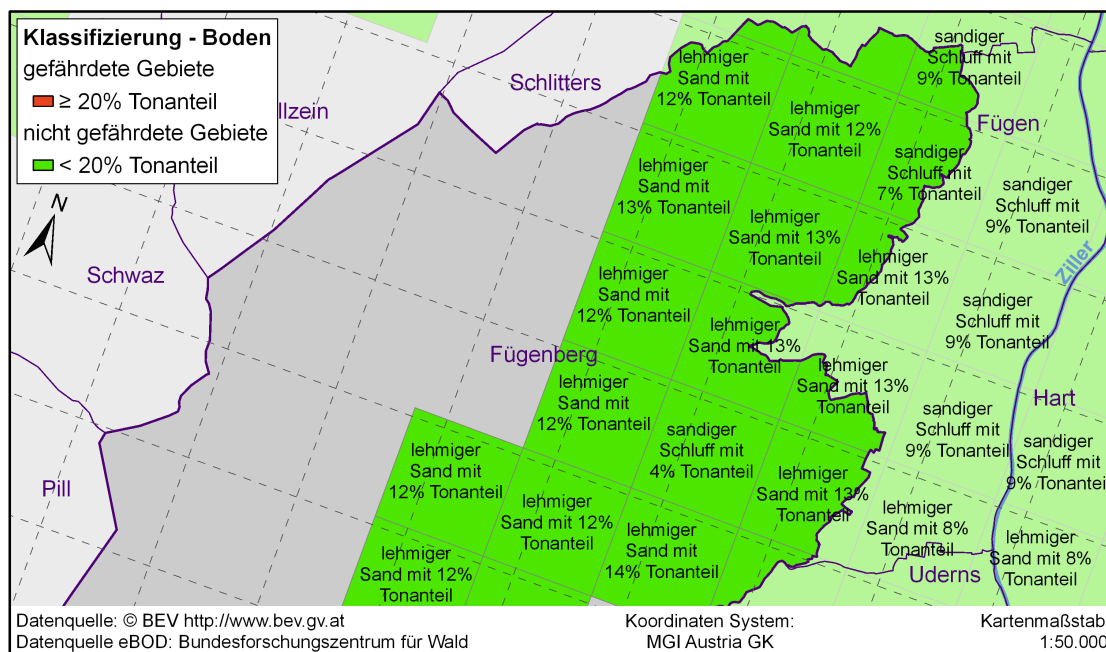 Klassifizierung - Boden
gefährdete Gebiete
≥ 20% Tonanteil
nicht gefährdete Gebiete
< 20% Tonanteil
N
llzein
Schlitters
Schwaz
Pill
Fügenberg
Fügen
Ziller
Hart
Uderns
lehmiger
Sand mit
12% Tonanteil
sandiger
Schluff mit
9% Tonanteil
lehmiger
Sand mit 12%
Tonanteil
sandiger
Schluff mit
7% Tonanteil
lehmiger
Sand mit
13% Tonanteil
sandiger
Schluff mit
9% Tonanteil
lehmiger
Sand mit 13%
Tonanteil
lehmiger
Sand mit 13%
Tonanteil
lehmiger
Sand mit
12% Tonanteil
sandiger
Schluff mit
9% Tonanteil
lehmiger
Sand mit 13%
lehmiger
Sand mit 13%
Tonanteil
lehmiger
Sand mit
12% Tonanteil
sandiger
Schluff mit
9% Tonanteil
sandiger
Schluff mit
4% Tonanteil
sandiger
Schluff mit
9% Tonanteil
lehmiger
Sand mit
12% Tonanteil
lehmiger
Sand mit 13%
Tonanteil
lehmiger
Sand mit 12%
Tonanteil
lehmiger
Sand mit 8%
Tonanteil
lehmiger
Sand mit
14% Tonanteil
lehmiger
Sand mit 8%
Tonanteil
lehmiger
Sand mit 12%
Tonanteil
Datenquelle: © BEV http://www.bev.gv.at
Datenquelle eBOD: Bundesforschungszentrum für Wald
Koordinaten System:
MGI Austria GK
Kartenmaßstab
1:50.000